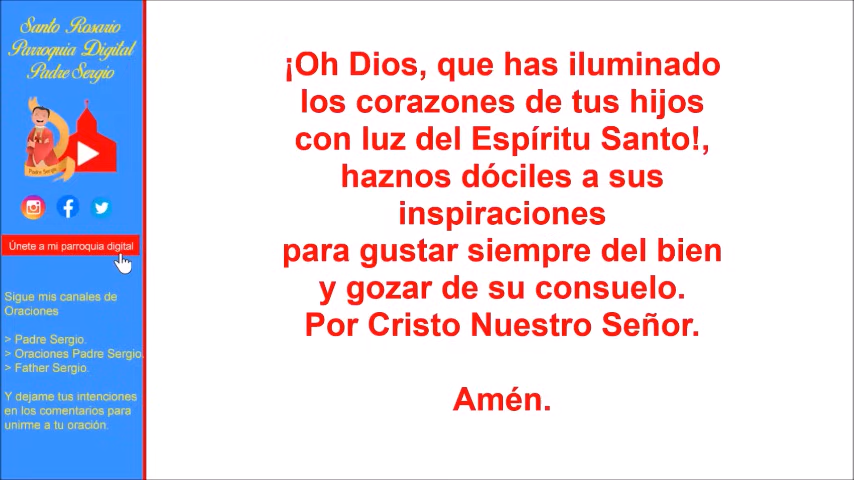 Santo Rosario
Parroquia Digital
Padre Sergio
Padre Sergio
Únete a mi parroquia digital
Sigue mis canales de
Oraciones
> Padre Sergio.
> Oraciones Padre Sergio.
> Father Sergio.
Y dejame tus intenciones
en los comentarios para
unirme a tu oración.
¡Oh Dios, que has iluminado
los corazones de tus hijos
con luz del Espíritu Santo!,
haznos dóciles a sus
inspiraciones
para gustar siempre del bien
y gozar de su consuelo.
Por Cristo Nuestro Señor.
Amén.